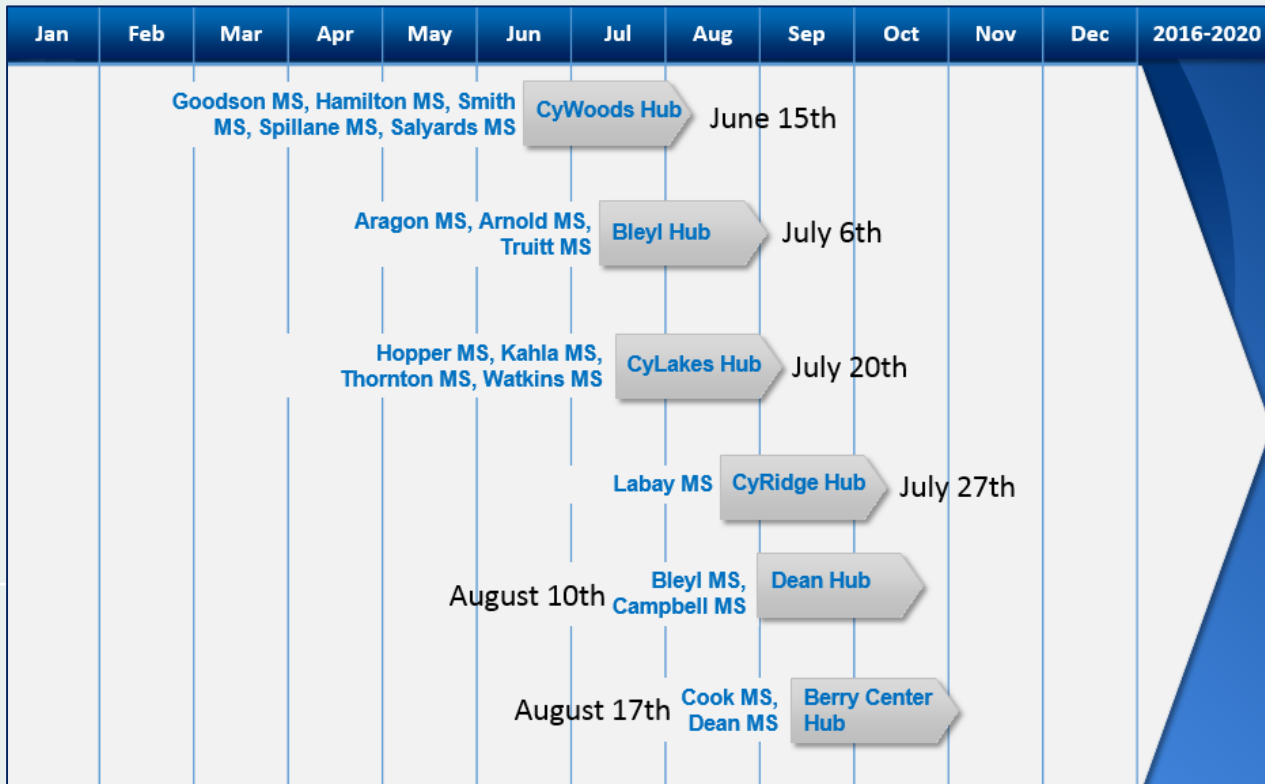 Jan Feb Mar Apr May Jun Jul Aug Sep Oct Nov Dec 2016-2020
Goodson MS, Hamilton MS, Smith
MS, Spillane MS, Salyards MS
CyWoods Hub
June 15th
Aragon MS, Arnold MS,
Truitt MS
Bleyl Hub
July 6th
Hopper MS, Kahla MS,
Thornton MS, Watkins MS
CyLakes Hub
July 20th
Labay MS
CyRidge Hub
July 27th
August 10th
Bleyl MS,
Campbell MS
Dean Hub
August 17th
Cook MS,
Dean MS
Berry Center
Hub